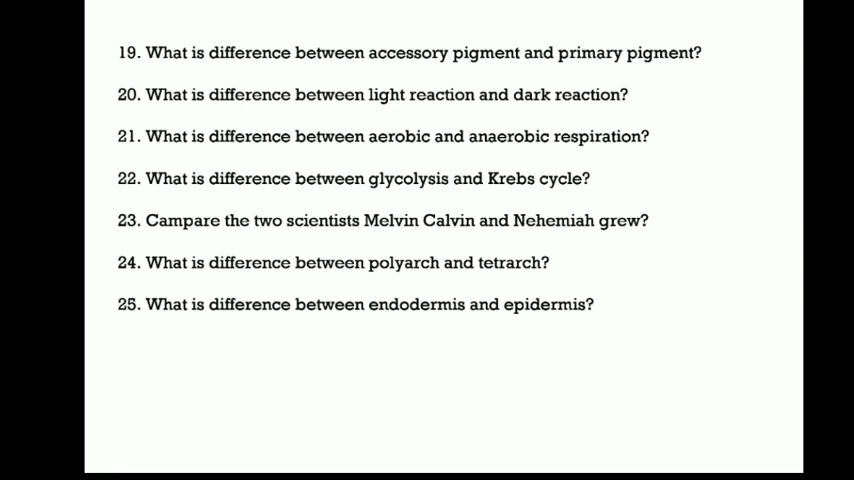 19. What is difference between accessory pigment and primary pigment?
20. What is difference between light reaction and dark reaction?
21. What is difference between aerobic and anaerobic respiration?
22. What is difference between glycolysis and Krebs cycle?
23. Campare the two scientists Melvin Calvin and Nehemiah grew?
24. What is difference between polyarch and tetrarch?
25. What is difference between endodermis and epidermis?